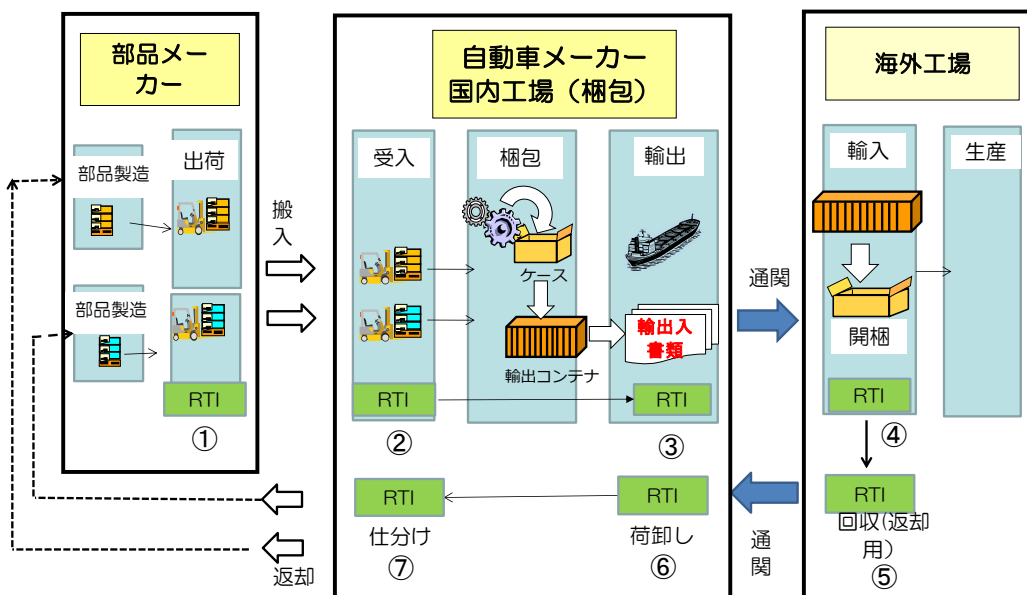 部品メー
カー
部品製造
出荷
部品製造
RTI
①
搬
入
自動車メーカー
国内工場（梱包）
受入
梱包
輸出
ケース
輸出コンテナ
輸出入
書類
RTI
RTI
②
③
通関
海外工場
輸入
生産
開梱
RTI
④
RTI
回収(返却
用）
⑤
通
関
RTI
荷卸し
⑥
RTI
仕分け
⑦
返却